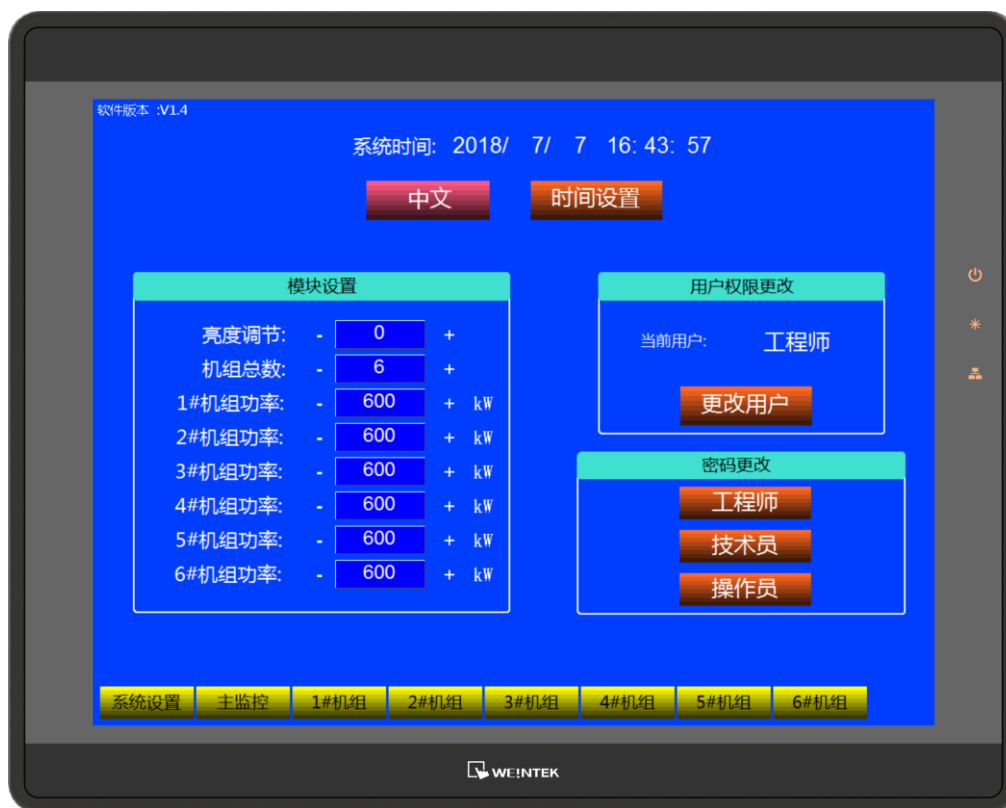 软件版本 :V1.4
系统时间: 2018/ 7/ 7 16: 43: 57
中文 时间设置
模块设置
亮度调节: - 0 +
机组总数: - 6 +
1#机组功率: - 600 + kW
2#机组功率: - 600 + kW
3#机组功率: - 600 + kW
4#机组功率: - 600 + kW
5#机组功率: - 600 + kW
6#机组功率: - 600 + kW
用户权限更改
当前用户: 工程师
更改用户
密码更改
工程师
技术员
操作员
系统设置 主监控 1#机组 2#机组 3#机组 4#机组 5#机组 6#机组
WE!NTEK